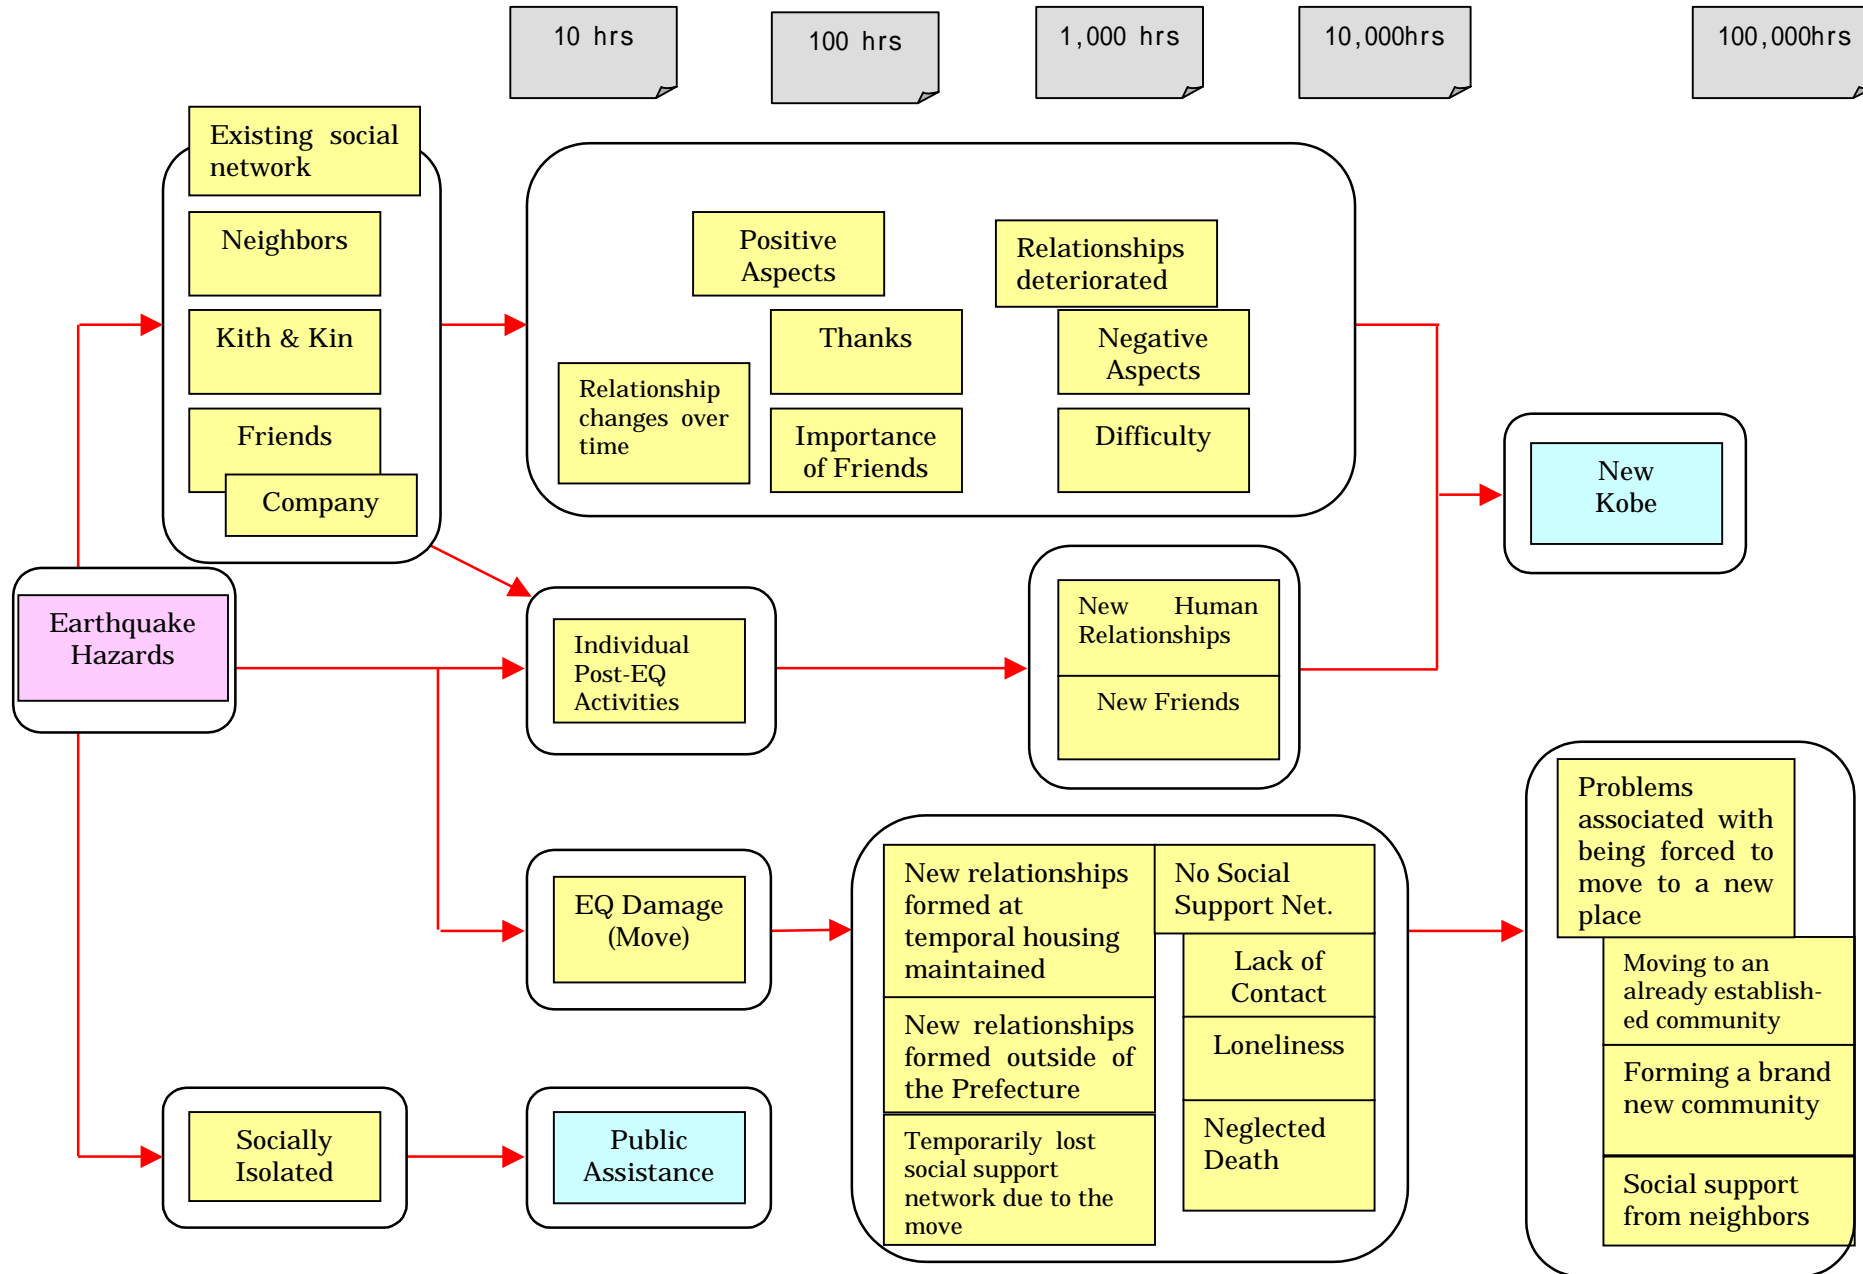 10 hrs
100 hrs
1,000 hrs
10,000hrs
100,000hrs
Existing social
network
Neighbors
Kith & Kin
Friends
Company
Positive
Aspects
Relationships
deteriorated
Thanks
Negative
Aspects
Relationship
changes over
time
Importance
of Friends
Difficulty
New
Kobe
Earthquake
Hazards
Individual
Post-EQ
Activities
New Human
Relationships
New Friends
EQ Damage
(Move)
New relationships
formed at
temporal housing
maintained
No Social
Support Net.
Lack of
Contact
New relationships
formed outside of
the Prefecture
Loneliness
Temporarily lost
social support
network due to the
move
Neglected
Death
Problems
associated with
being forced to
move to a new
place
Moving to an
already establish-
ed community
Forming a brand
new community
Social support
from neighbors
Socially
Isolated
Public
Assistance